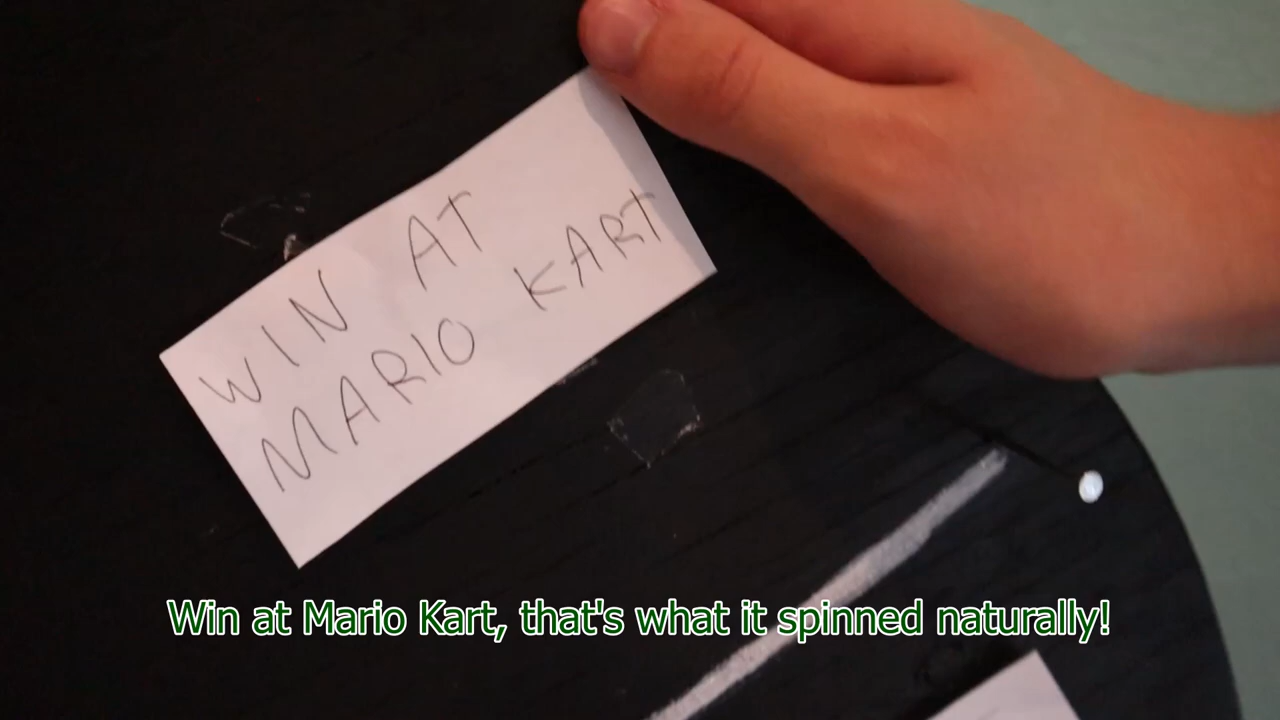 WIN AT
MARIO KART
Win at Mario Kart, that's what it spinned naturally!